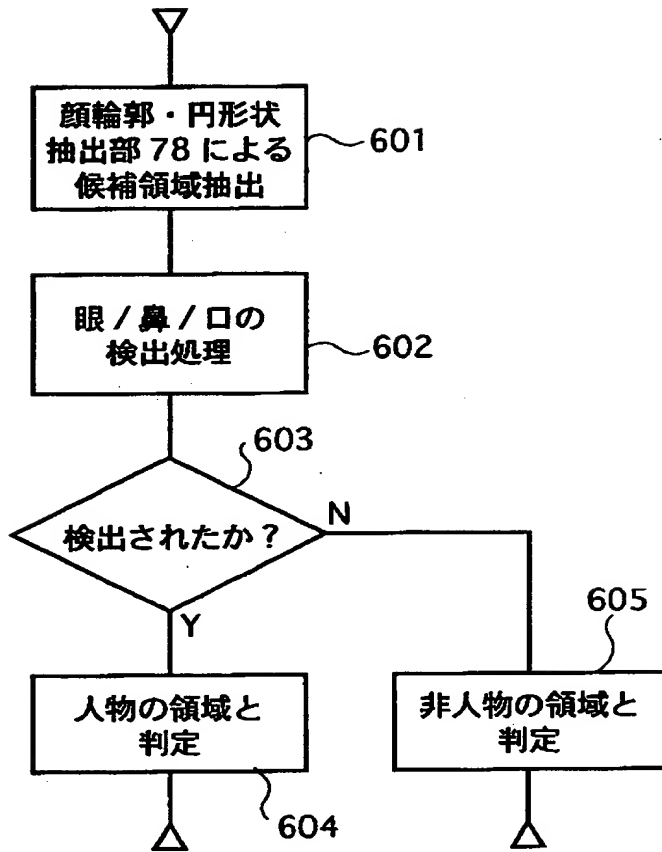 顔輪郭・円形状
抽出部 78 による
候補領域抽出
601
眼 / 鼻 / 口の
検出処理
602
603
検出されたか？
N
Y
605
人物の領域と
判定
604
非人物の領域と
判定